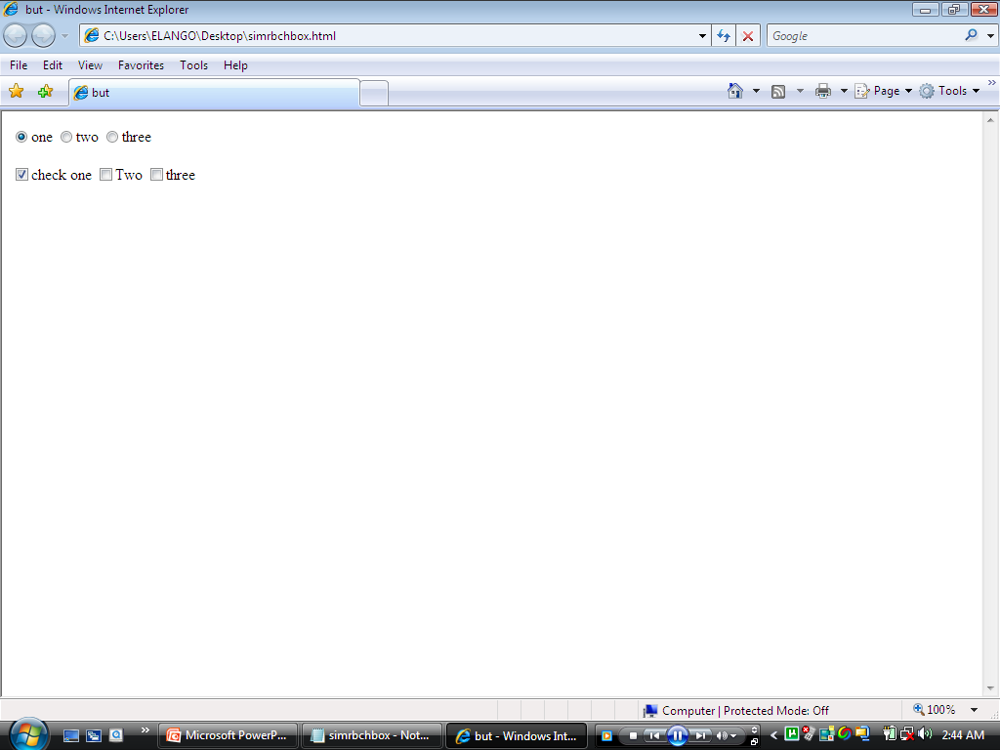 but - Windows Internet Explorer
C:\Users\ELANGO\Desktop\simrbchbox.html Google
File Edit View Favorites Tools Help
but Page Tools
one two three
check one Two three
Computer | Protected Mode: Off 100%
Microsoft PowerP... simrbchbox - Not... but - Windows Int... 2:44 AM